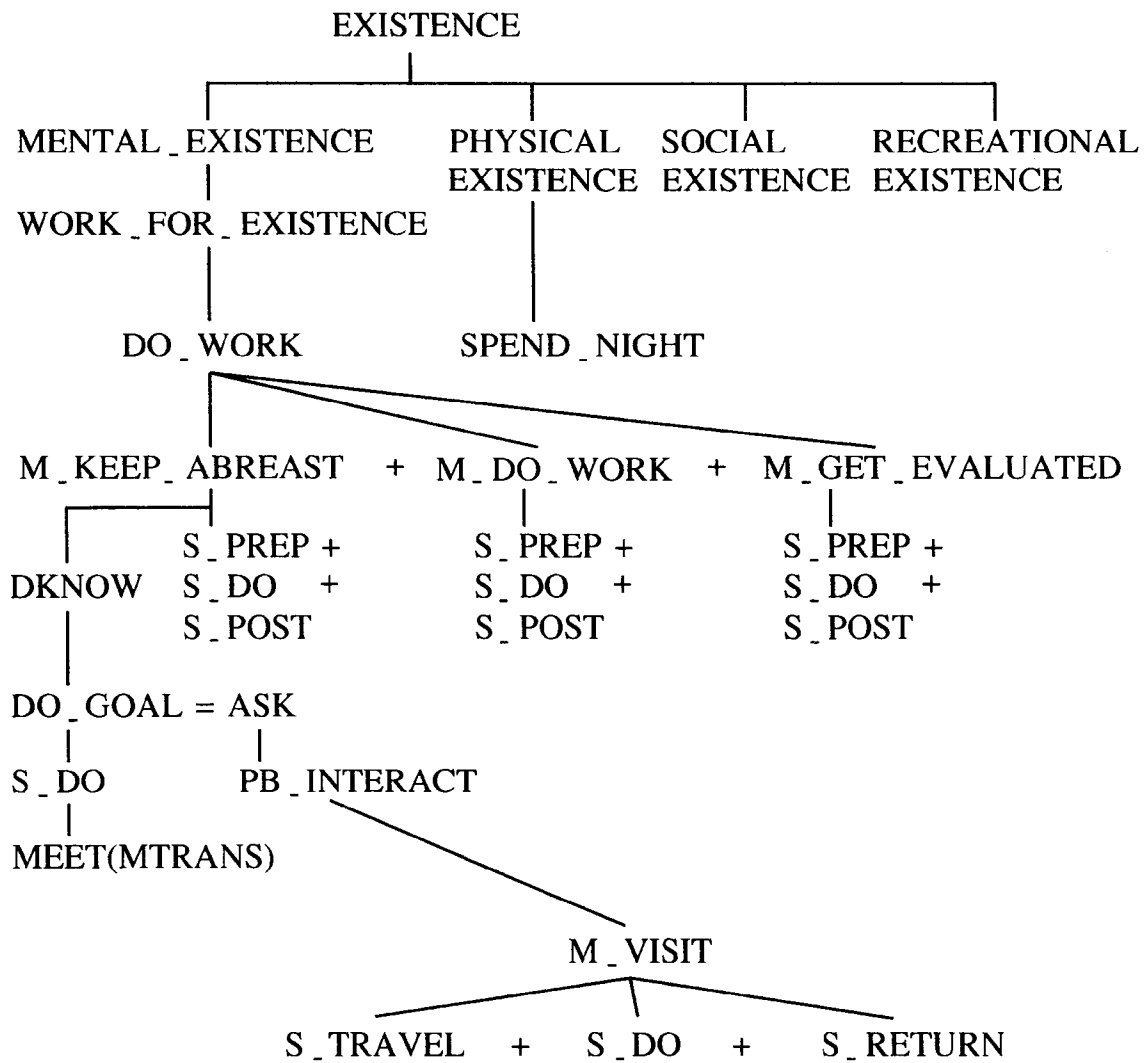 EXISTENCE
MENTAL_EXISTENCE PHYSICAL EXISTENCE SOCIAL EXISTENCE RECREATIONAL EXISTENCE
WORK_FOR_EXISTENCE
DO_WORK SPEND_NIGHT
M_KEEP_ABREAST + M_DO_WORK + M_GET_EVALUATED
S_PREP + S_PREP + S_PREP +
DKNOW S_DO + S_DO + S_DO +
S_POST S_POST S_POST
DO_GOAL = ASK
S_DO PB_INTERACT
MEET(MTRANS)
M_VISIT
S_TRAVEL + S_DO + S_RETURN